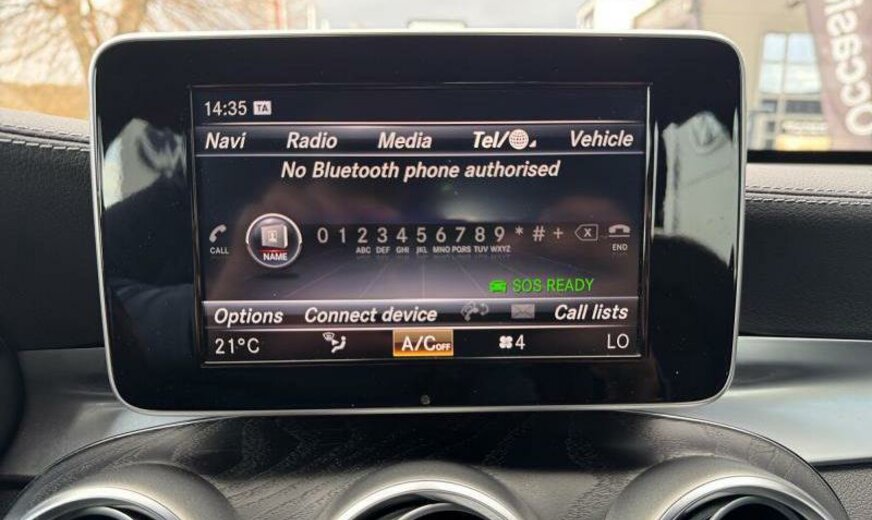 14:35 TA
Navi Radio Media Tel/ Vehicle
No Bluetooth phone authorised
0 1 2 3 4 5 6 7 8 9 * # + X
ABC DEF GHI JKL MNO PQRS TUV WXYZ
CALL NAME END
SOS READY
Options Connect device Call lists
21°C A/C OFF 4 LO
Occasio